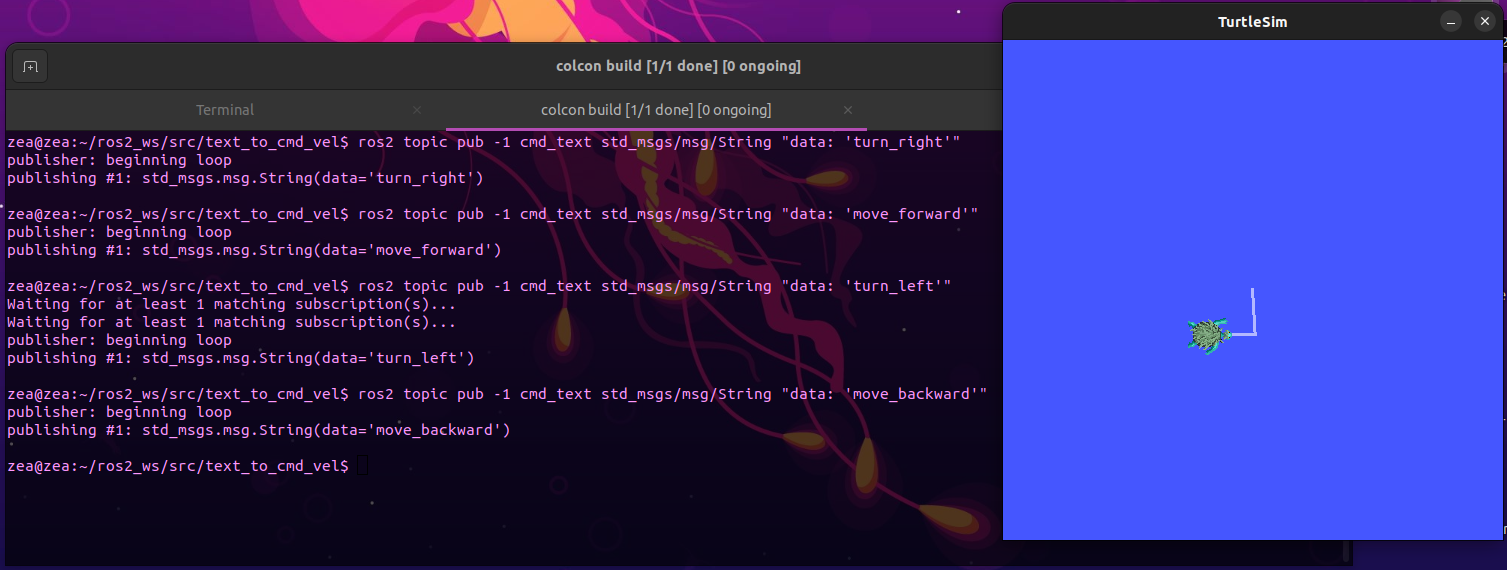 TurtleSim
colcon build [1/1 done] [0 ongoing]
Terminal
colcon build [1/1 done] [0 ongoing]
zea@zea:~/ros2_ws/src/text_to_cmd_vel$ ros2 topic pub -1 cmd_text std_msgs/msg/String "data: 'turn_right'"
publisher: beginning loop
publishing #1: std_msgs.msg.String(data='turn_right')
zea@zea:~/ros2_ws/src/text_to_cmd_vel$ ros2 topic pub -1 cmd_text std_msgs/msg/String "data: 'move_forward'"
publisher: beginning loop
publishing #1: std_msgs.msg.String(data='move_forward')
zea@zea:~/ros2_ws/src/text_to_cmd_vel$ ros2 topic pub -1 cmd_text std_msgs/msg/String "data: 'turn_left'"
Waiting for at least 1 matching subscription(s)...
Waiting for at least 1 matching subscription(s)...
publisher: beginning loop
publishing #1: std_msgs.msg.String(data='turn_left')
zea@zea:~/ros2_ws/src/text_to_cmd_vel$ ros2 topic pub -1 cmd_text std_msgs/msg/String "data: 'move_backward'"
publisher: beginning loop
publishing #1: std_msgs.msg.String(data='move_backward')
zea@zea:~/ros2_ws/src/text_to_cmd_vel$